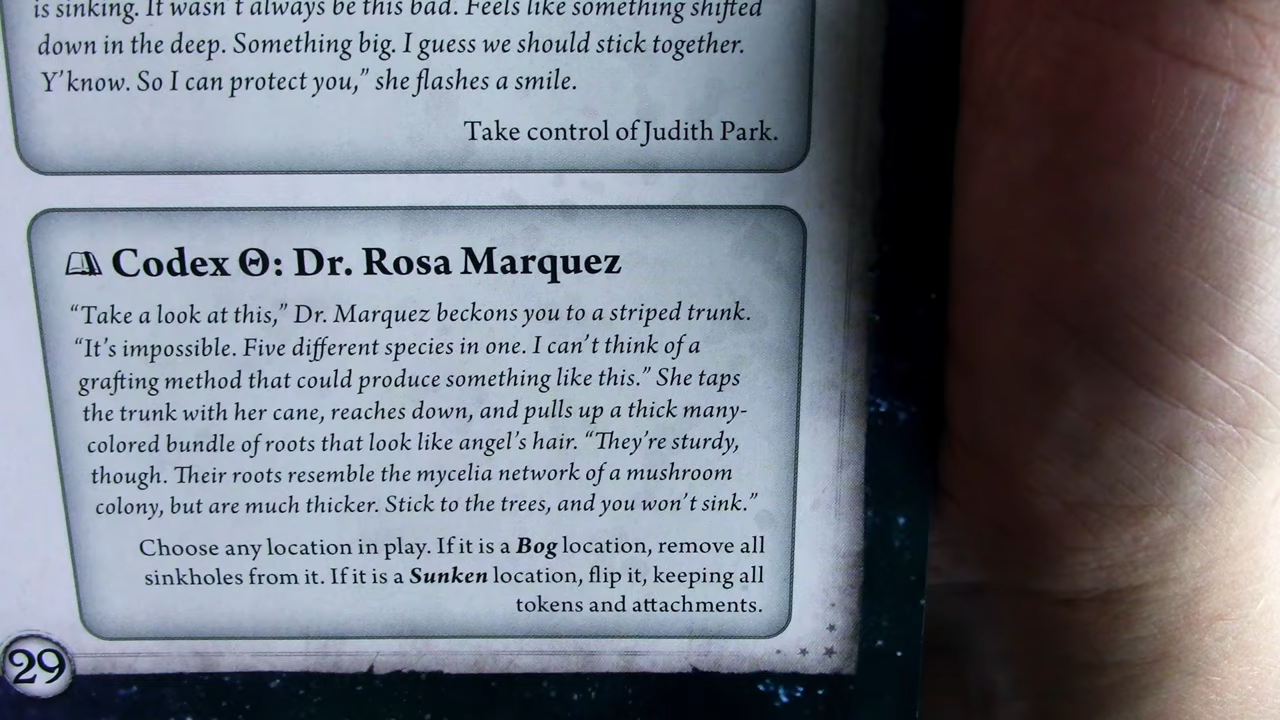 is sinking. It wasn't always be this bad. Feels like something shifted
down in the deep. Something big. I guess we should stick together.
Y'know. So I can protect you,” she flashes a smile.
Take control of Judith Park.
Codex Θ: Dr. Rosa Marquez
“Take a look at this,” Dr. Marquez beckons you to a striped trunk.
“It's impossible. Five different species in one. I can't think of a
grafting method that could produce something like this.” She taps
the trunk with her cane, reaches down, and pulls up a thick many-
colored bundle of roots that look like angel's hair. “They're sturdy,
though. Their roots resemble the mycelia network of a mushroom
colony, but are much thicker. Stick to the trees, and you won't sink.”
Choose any location in play. If it is a Bog location, remove all
sinkholes from it. If it is a Sunken location, flip it, keeping all
tokens and attachments.
29